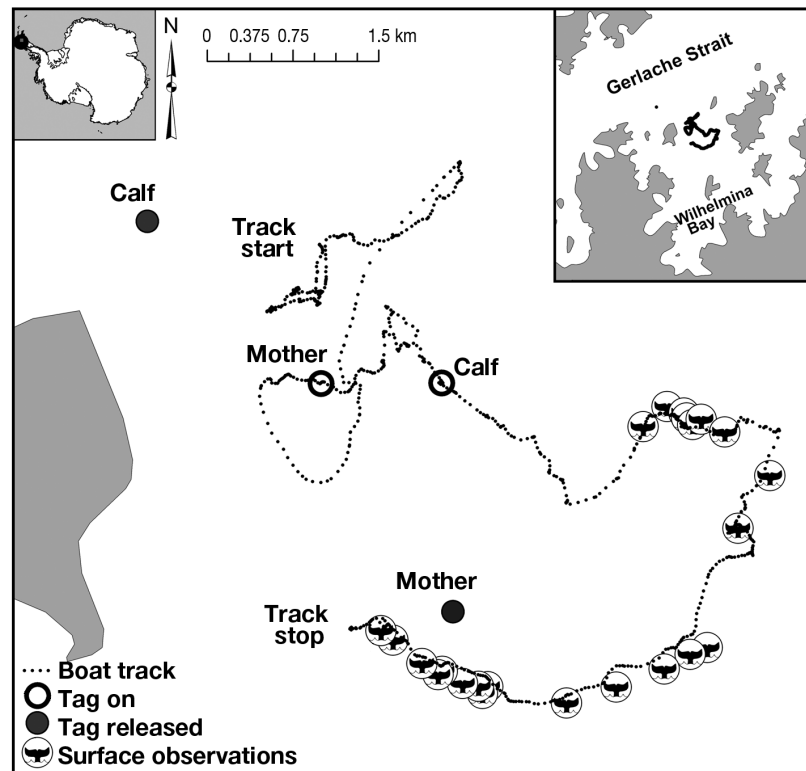 N
0 0.375 0.75 1.5 km
Gerlache Strait
Wilhelmina
Bay
Calf
Track
start
Mother
Calf
Mother
Track
stop
Boat track
Tag on
Tag released
Surface observations